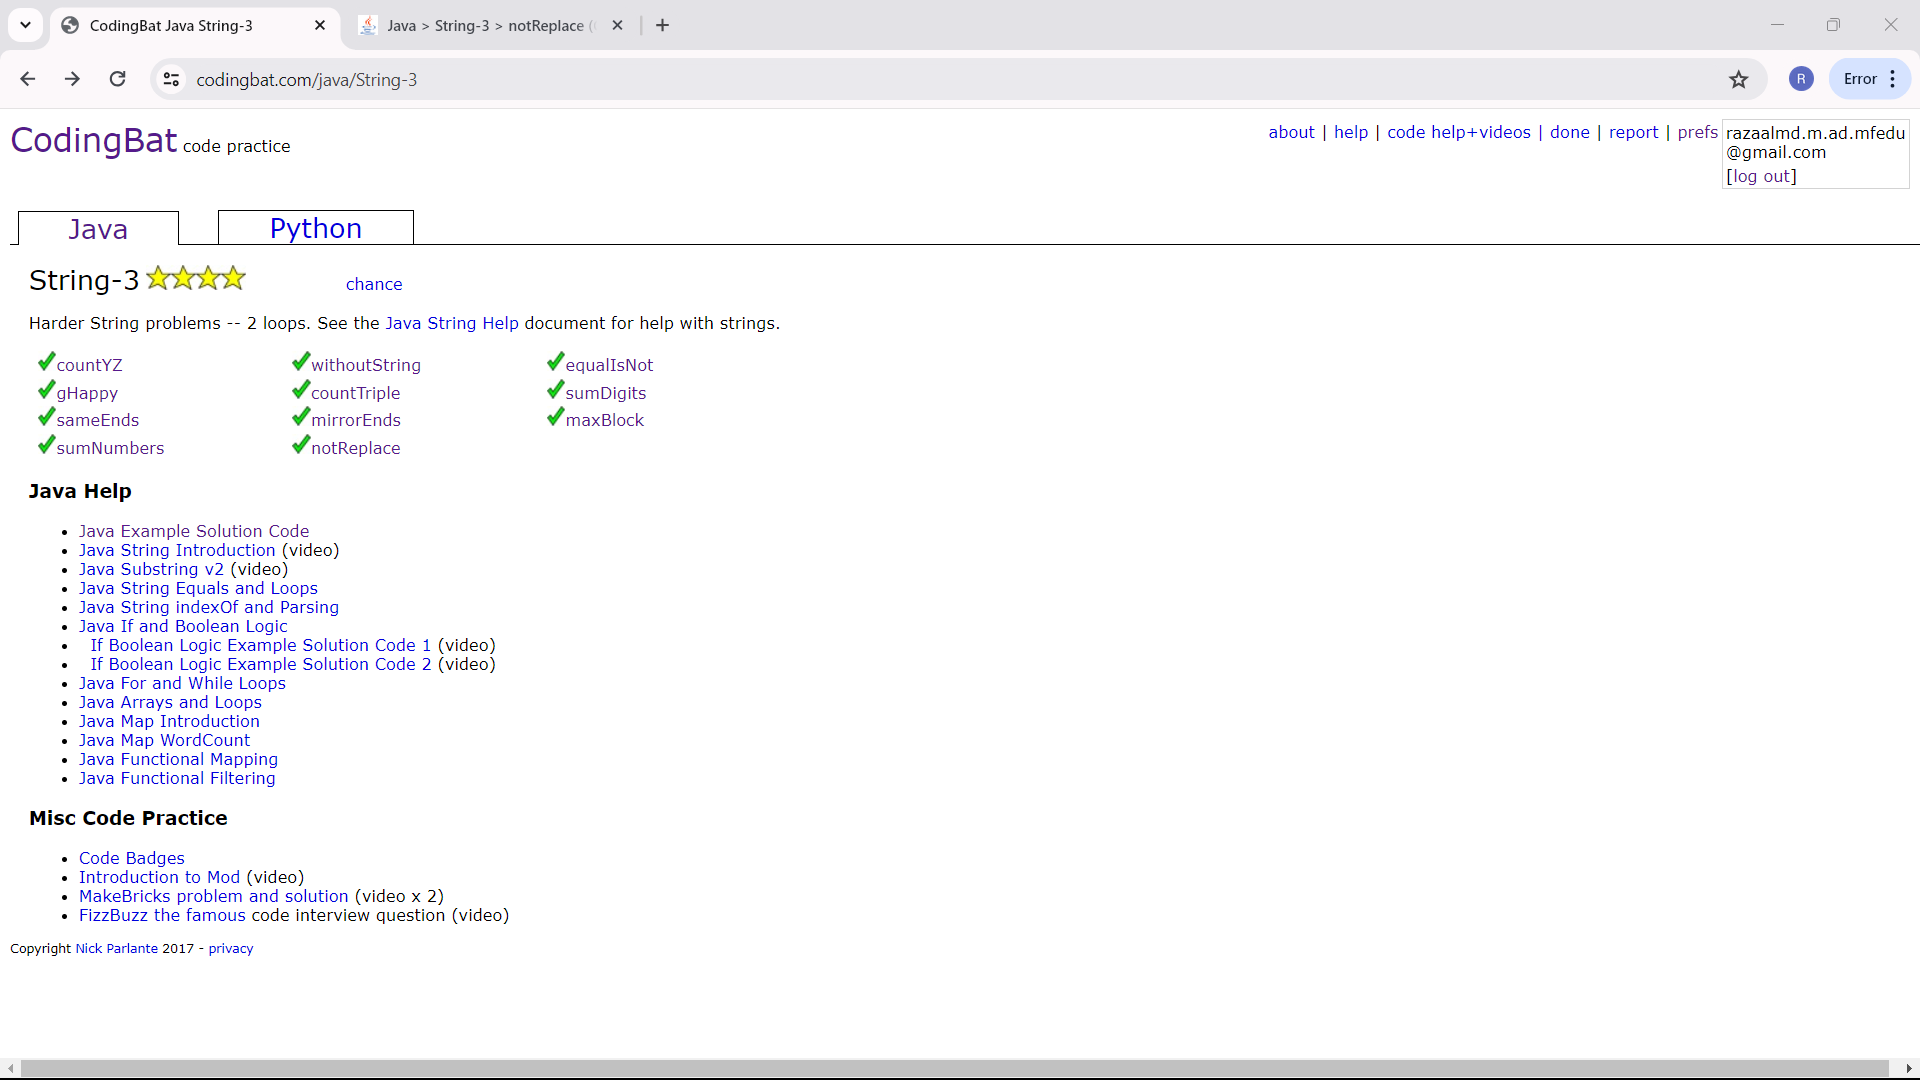 CodingBat Java String-3
Java > String-3 > notReplace (
codingbat.com/java/String-3
R
Error
CodingBat code practice
about | help | code help+videos | done | report | prefs
razaalmd.m.ad.mfedu
@gmail.com
[log out]
Java
Python
String-3
chance
Harder String problems -- 2 loops. See the Java String Help document for help with strings.
countYZ withoutString equalIsNot
gHappy countTriple sumDigits
sameEnds mirrorEnds maxBlock
sumNumbers notReplace
Java Help
• Java Example Solution Code
• Java String Introduction (video)
• Java Substring v2 (video)
• Java String Equals and Loops
• Java String indexOf and Parsing
• Java If and Boolean Logic
• If Boolean Logic Example Solution Code 1 (video)
• If Boolean Logic Example Solution Code 2 (video)
• Java For and While Loops
• Java Arrays and Loops
• Java Map Introduction
• Java Map WordCount
• Java Functional Mapping
• Java Functional Filtering
Misc Code Practice
• Code Badges
• Introduction to Mod (video)
• MakeBricks problem and solution (video x 2)
• FizzBuzz the famous code interview question (video)
Copyright Nick Parlante 2017 - privacy